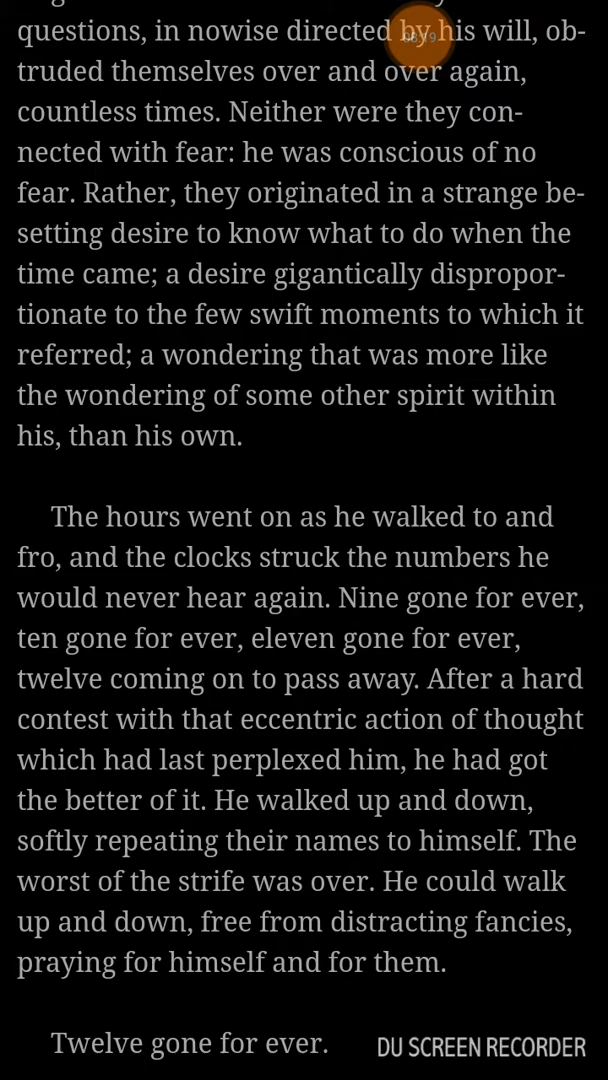 questions, in nowise directed by his will, ob-
truded themselves over and over again,
countless times. Neither were they con-
nected with fear: he was conscious of no
fear. Rather, they originated in a strange be-
setting desire to know what to do when the
time came; a desire gigantically dispropor-
tionate to the few swift moments to which it
referred; a wondering that was more like
the wondering of some other spirit within
his, than his own.
The hours went on as he walked to and
fro, and the clocks struck the numbers he
would never hear again. Nine gone for ever,
ten gone for ever, eleven gone for ever,
twelve coming on to pass away. After a hard
contest with that eccentric action of thought
which had last perplexed him, he had got
the better of it. He walked up and down,
softly repeating their names to himself. The
worst of the strife was over. He could walk
up and down, free from distracting fancies,
praying for himself and for them.
Twelve gone for ever.
DU SCREEN RECORDER